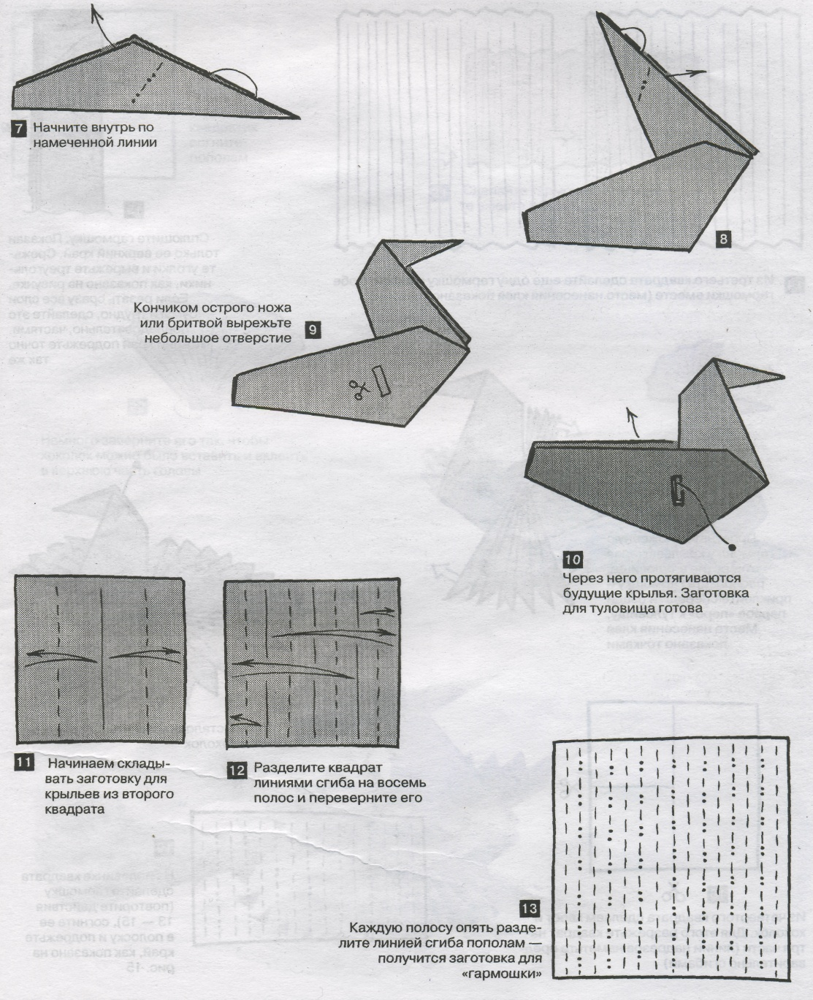 7 Начните внутрь по
намеченной линии
8
Кончиком острого ножа
или бритвой вырежьте
небольшое отверстие
9
10
Через него протягиваются
будущие крылья. Заготовка
для туловища готова
11 Начинаем склады-
вать заготовку для
крыльев из второго
квадрата
12 Разделите квадрат
линиями сгиба на восемь
полос и переверните его
13
Каждую полосу опять разде-
лите линией сгиба пополам —
получится заготовка для
«гармошки»